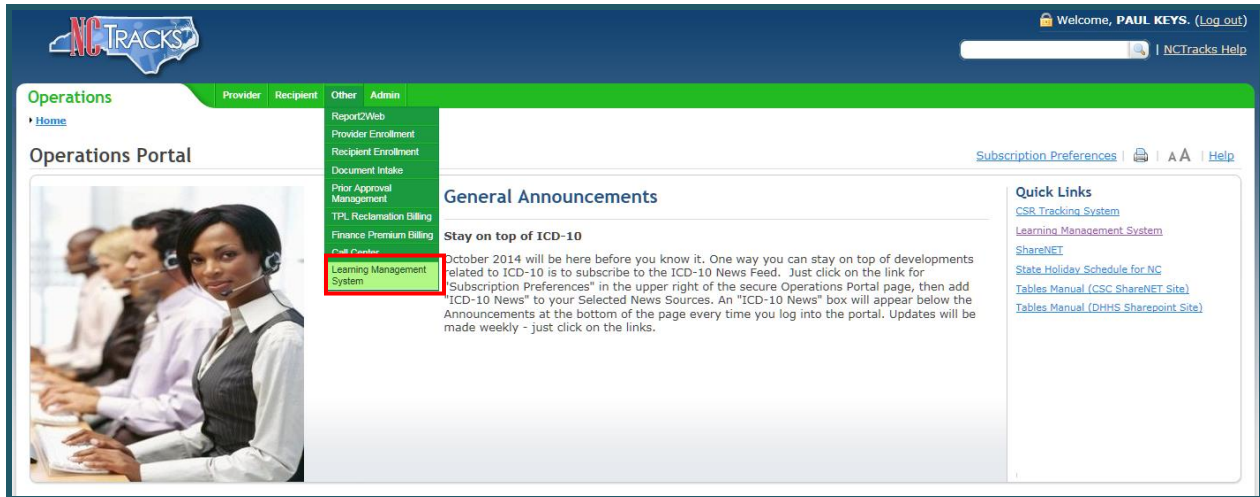 NCTRACKS
Welcome, PAUL KEYS. (Log out)
| NCTracks Help
Operations
Provider Recipient Other Admin
Home
Report2Web
Provider Enrollment
Recipient Enrollment
Document Intake
Prior Approval
Management
TPL Reclamation Billing
Finance Premium Billing
Call Center
Learning Management
System
Operations Portal
Subscription Preferences | | A A | Help
General Announcements
Stay on top of ICD-10
October 2014 will be here before you know it. One way you can stay on top of developments
related to ICD-10 is to subscribe to the ICD-10 News Feed. Just click on the link for
"Subscription Preferences" in the upper right of the secure Operations Portal page, then add
"ICD-10 News" to your Selected News Sources. An "ICD-10 News" box will appear below the
Announcements at the bottom of the page every time you log into the portal. Updates will be
made weekly - just click on the links.
Quick Links
CSR Tracking System
Learning Management System
ShareNET
State Holiday Schedule for NC
Tables Manual (CSC ShareNET Site)
Tables Manual (DHHS Sharepoint Site)